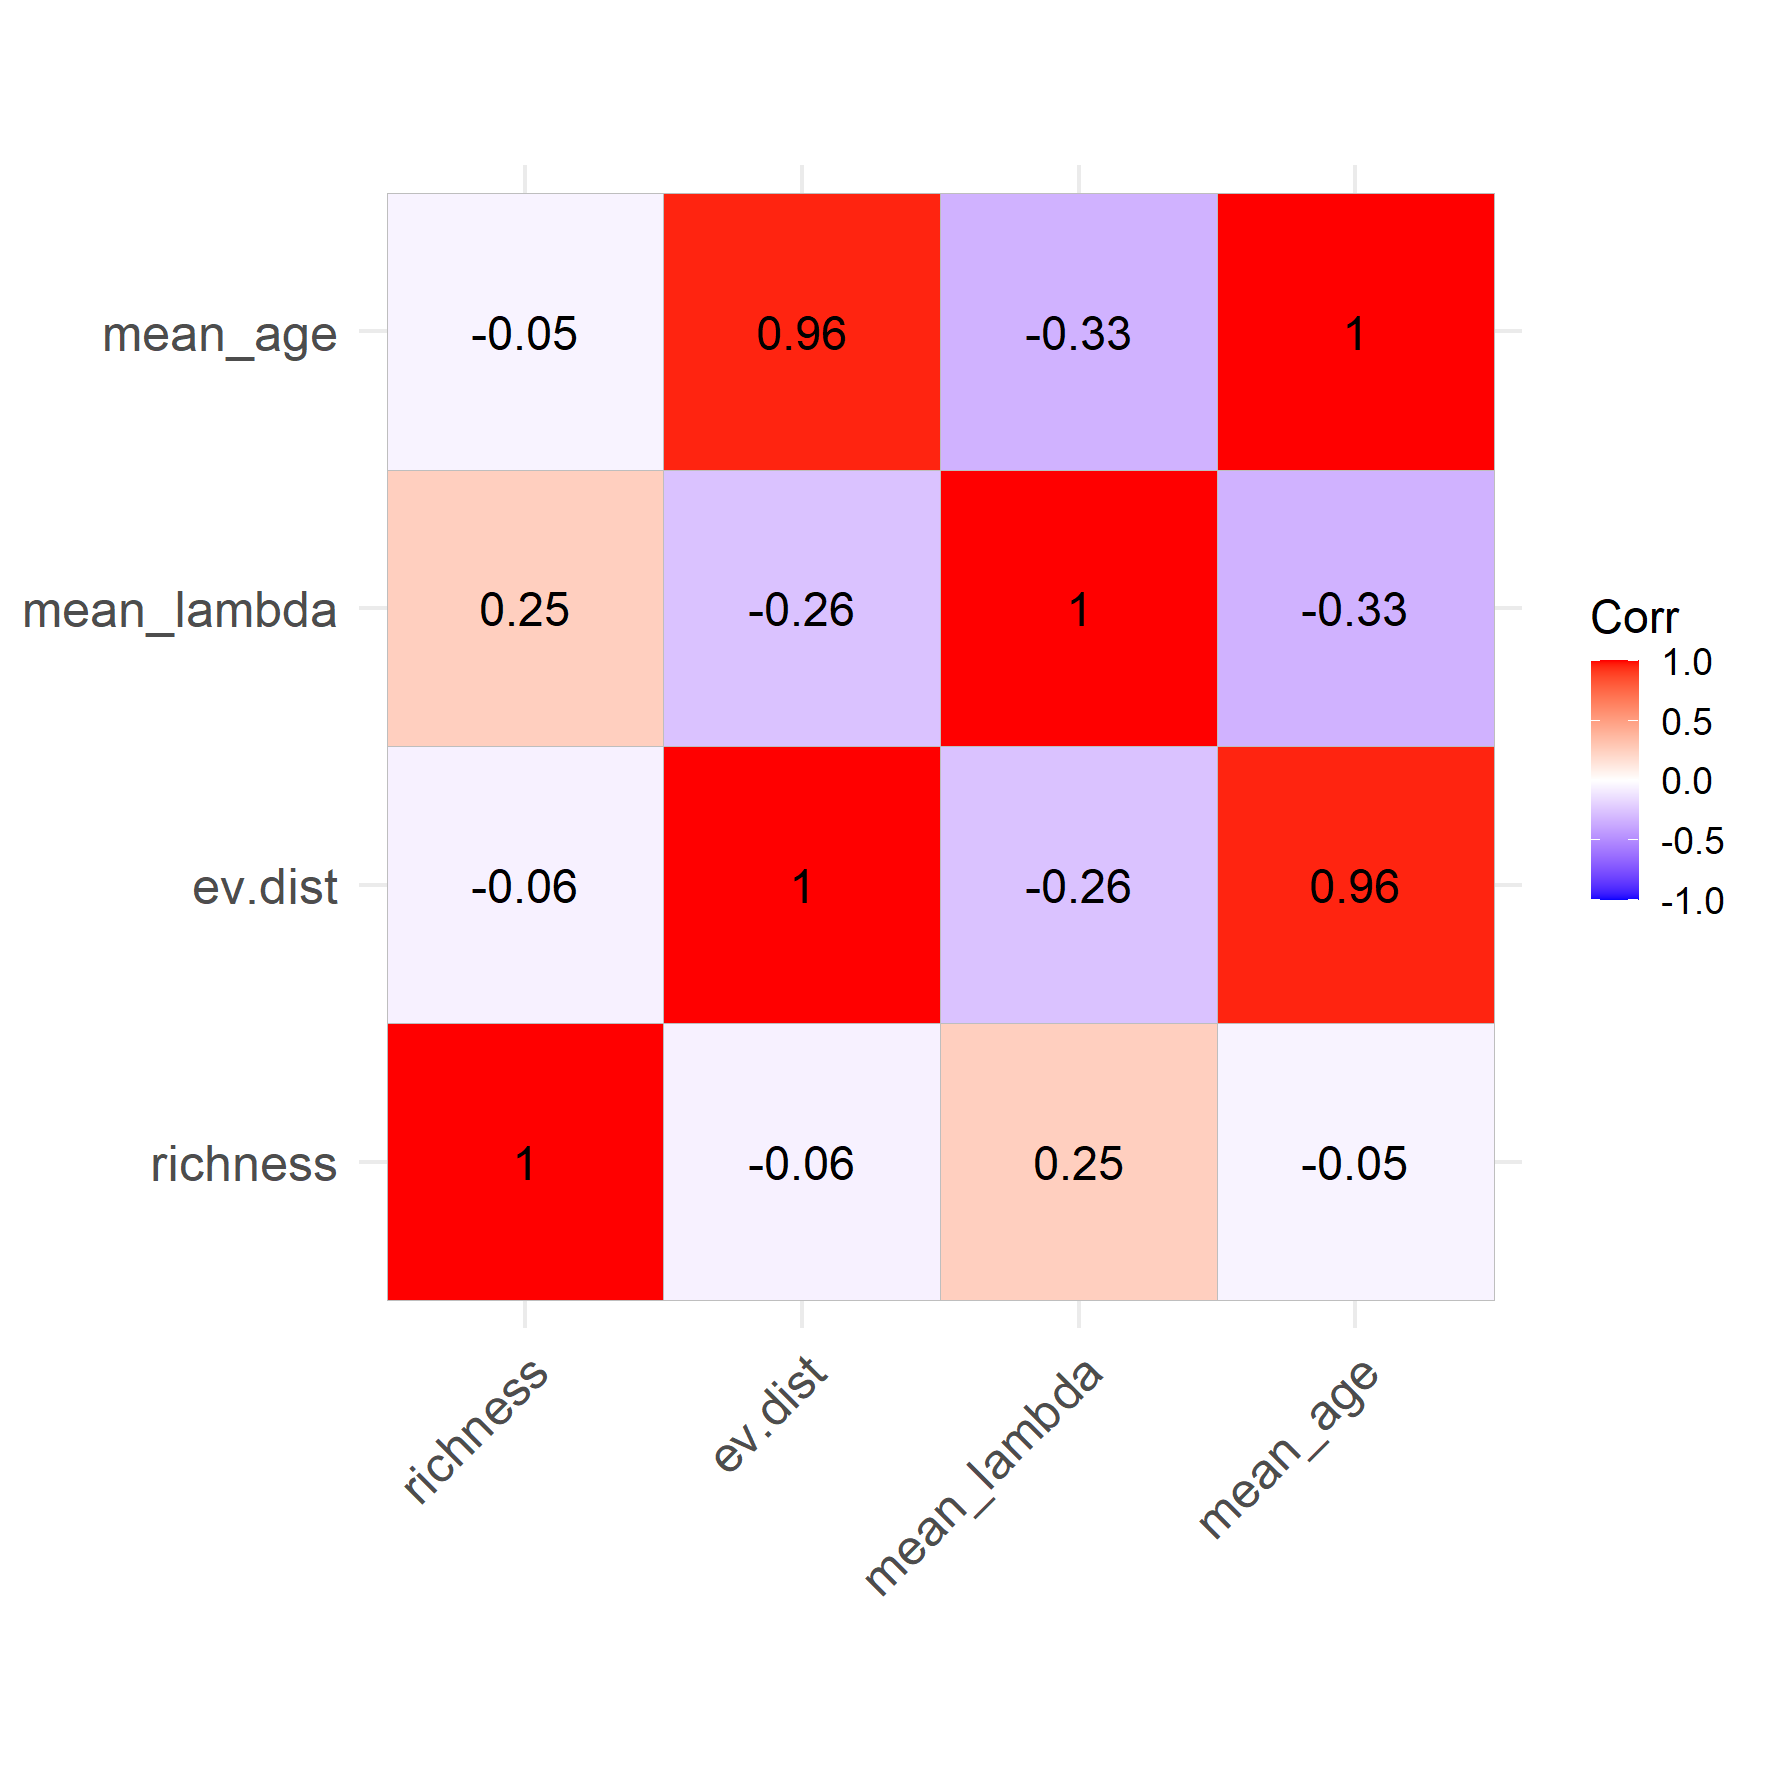 mean_age
-0.05 0.96 -0.33 1
mean_lambda
0.25 -0.26 1 -0.33
ev.dist
-0.06 1 -0.26 0.96
richness
1 -0.06 0.25 -0.05
richness
ev.dist
mean_lambda
mean_age
Corr
1.0
0.5
0.0
-0.5
-1.0